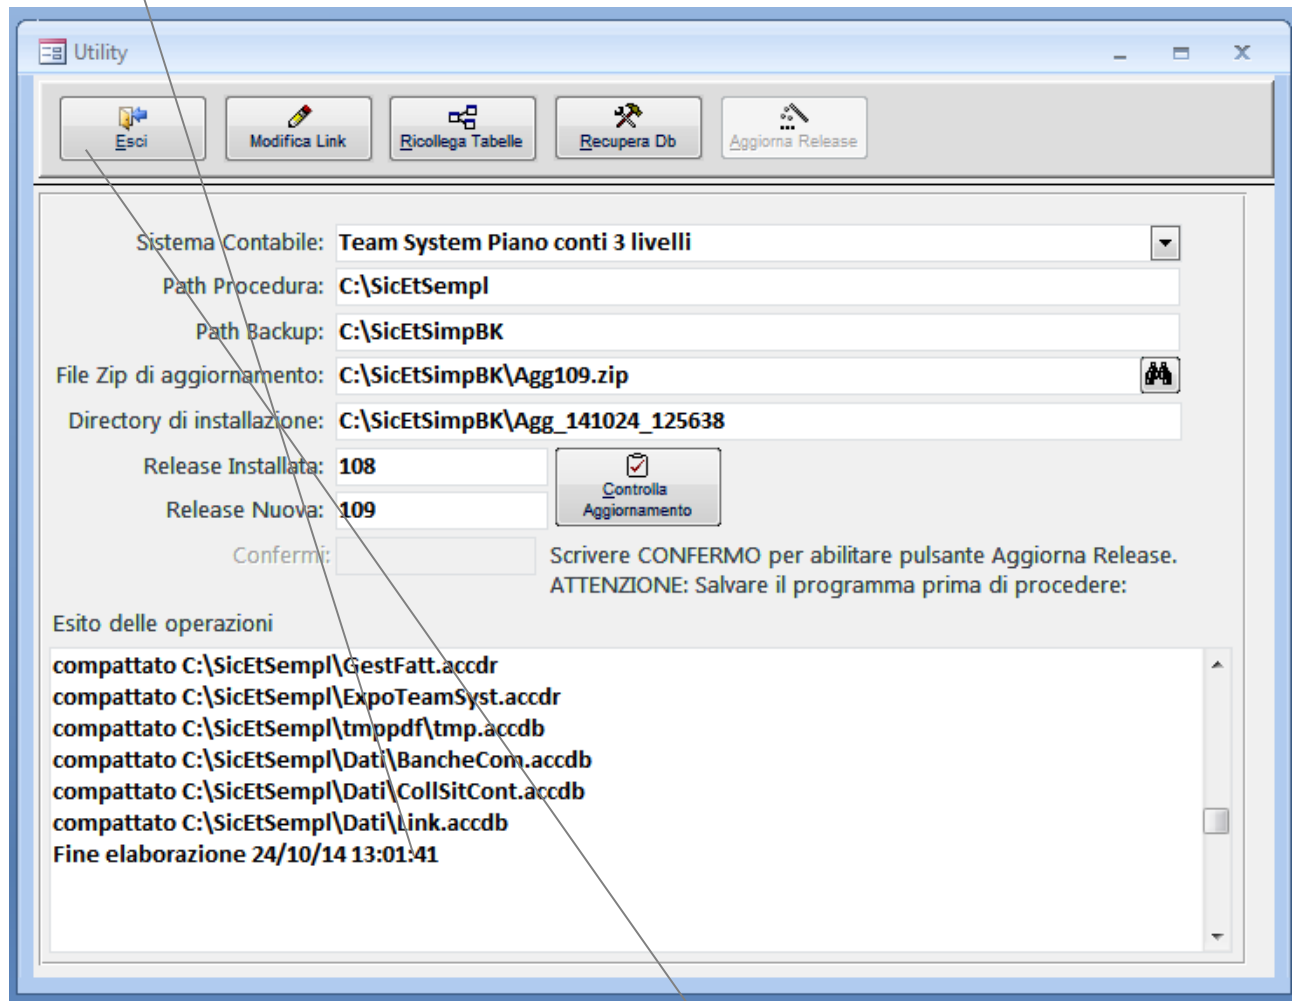 Utility
Esci
Modifica Link
Ricollega Tabelle
Recupera Db
Aggiorna Release
Sistema Contabile: Team System Piano conti 3 livelli
Path Procedura: C:\SicEtSempl
Path Backup: C:\SicEtSimpBK
File Zip di aggiornamento: C:\SicEtSimpBK\Agg109.zip
Directory di installazione: C:\SicEtSimpBK\Agg_141024_125638
Release Installata: 108
Controlla
Aggiornamento
Release Nuova: 109
Confermi:
Scrivere CONFERMO per abilitare pulsante Aggiorna Release.
ATTENZIONE: Salvare il programma prima di procedere:
Esito delle operazioni
compattato C:\SicEtSempl\GestFatt.accdr
compattato C:\SicEtSempl\ExpoTeamSyst.accdr
compattato C:\SicEtSempl\tmppdf\tmp.accdb
compattato C:\SicEtSempl\Dati\BancheCom.accdb
compattato C:\SicEtSempl\Dati\CollSitCont.accdb
compattato C:\SicEtSempl\Dati\Link.accdb
Fine elaborazione 24/10/14 13:01:41